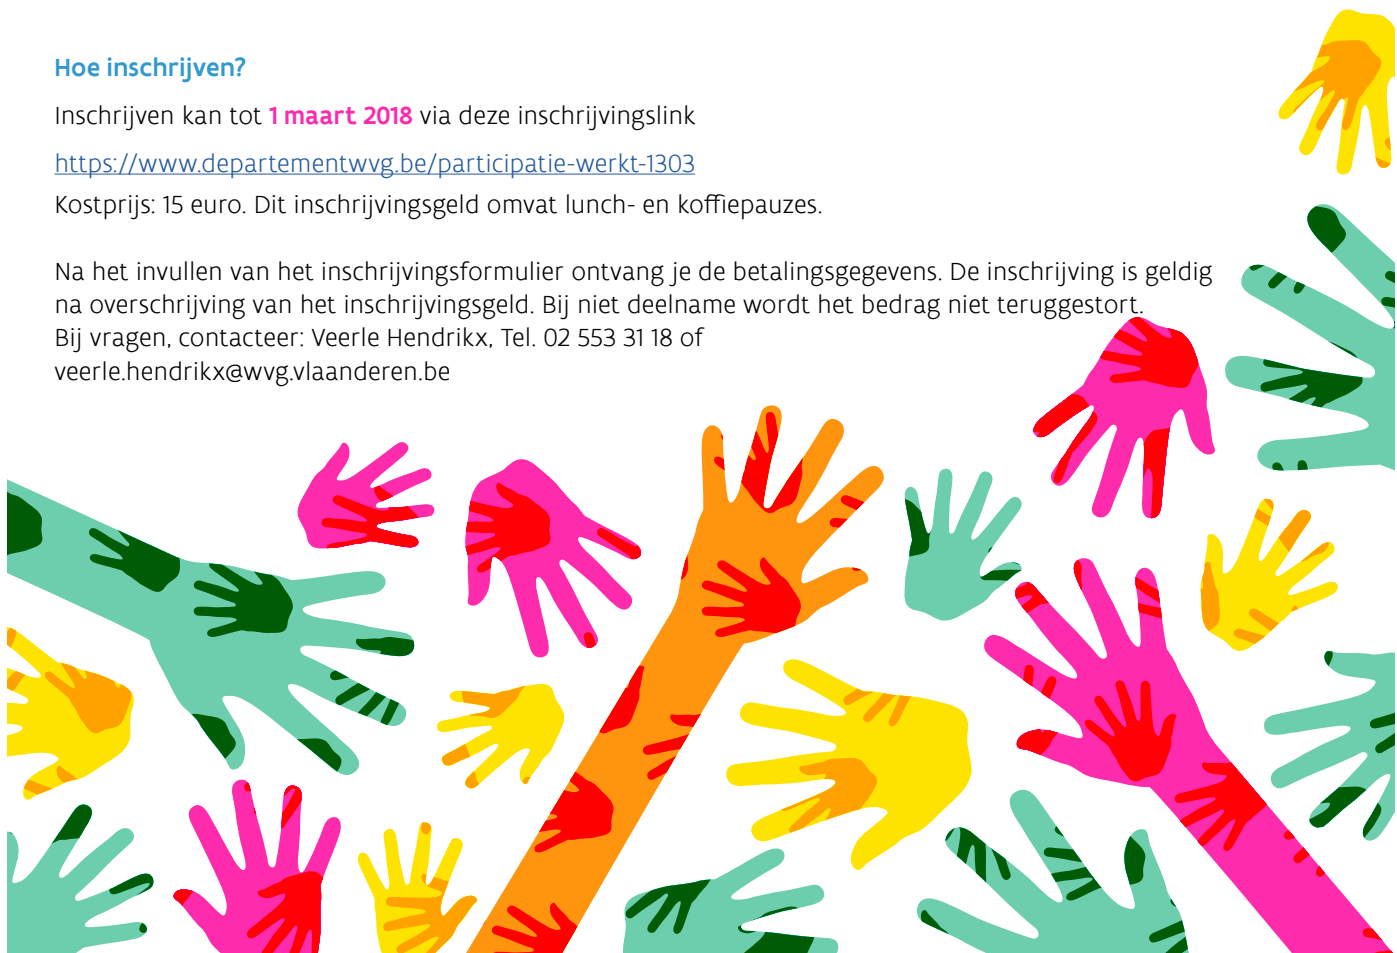 Hoe inschrijven?
Inschrijven kan tot 1 maart 2018 via deze inschrijvingslink
https://www.departementwvg.be/participatie-werkt-1303
Kostprijs: 15 euro. Dit inschrijvingsgeld omvat lunch- en koffiepauzes.
Na het invullen van het inschrijvingsformulier ontvang je de betalingsgegevens. De inschrijving is geldig
na overschrijving van het inschrijvingsgeld. Bij niet deelname wordt het bedrag niet teruggestort.
Bij vragen, contacteer: Veerle Hendrikx, Tel. 02 553 31 18 of
veerle.hendrikx@wvg.vlaanderen.be